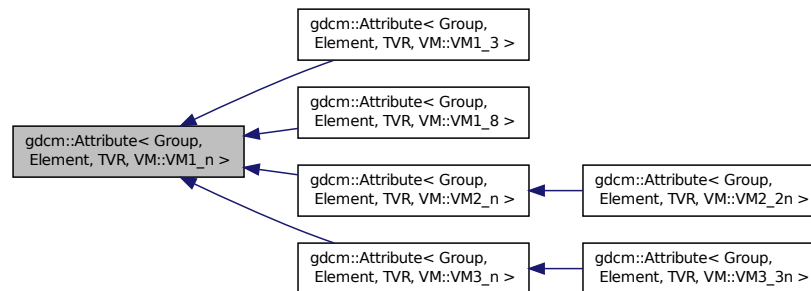 gdcm::Attribute< Group,
Element, TVR, VM::VM1_3 >
gdcm::Attribute< Group,
Element, TVR, VM::VM1_8 >
gdcm::Attribute< Group,
Element, TVR, VM::VM1_n >
gdcm::Attribute< Group,
Element, TVR, VM::VM2_n >
gdcm::Attribute< Group,
Element, TVR, VM::VM2_2n >
gdcm::Attribute< Group,
Element, TVR, VM::VM3_n >
gdcm::Attribute< Group,
Element, TVR, VM::VM3_3n >